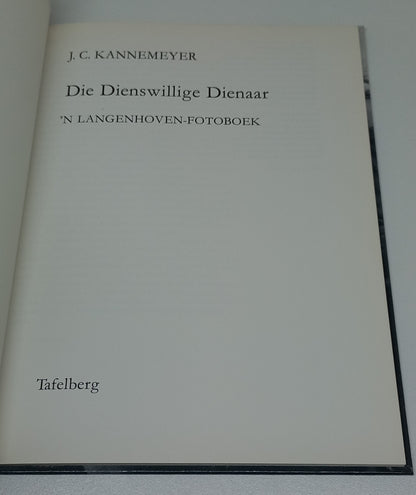 J. C. KANNEMEYER
Die Dienswillige Dienaar
'N LANGENHOVEN-FOTOBOEK
Tafelberg